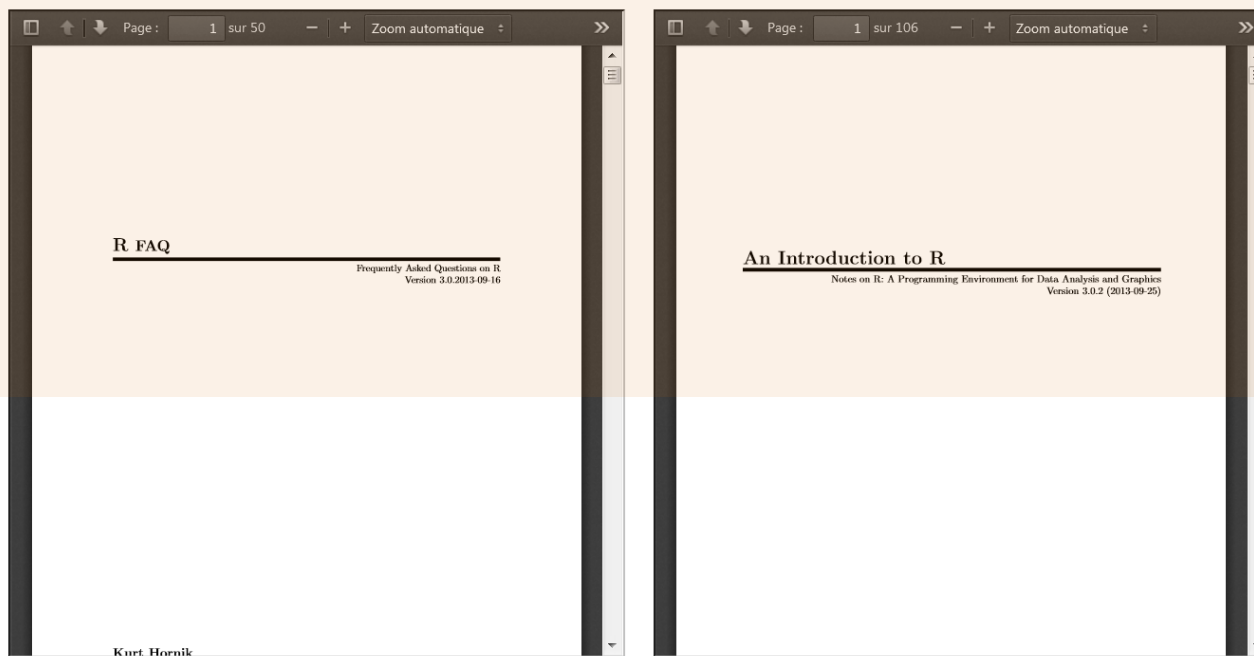 Page : 1 sur 50 Zoom automatique
R FAQ
Frequently Asked Questions on R
Version 3.0.2013-09-16
Kurt Hornik
Page : 1 sur 106 Zoom automatique
An Introduction to R
Notes on R: A Programming Environment for Data Analysis and Graphics
Version 3.0.2 (2013-09-25)